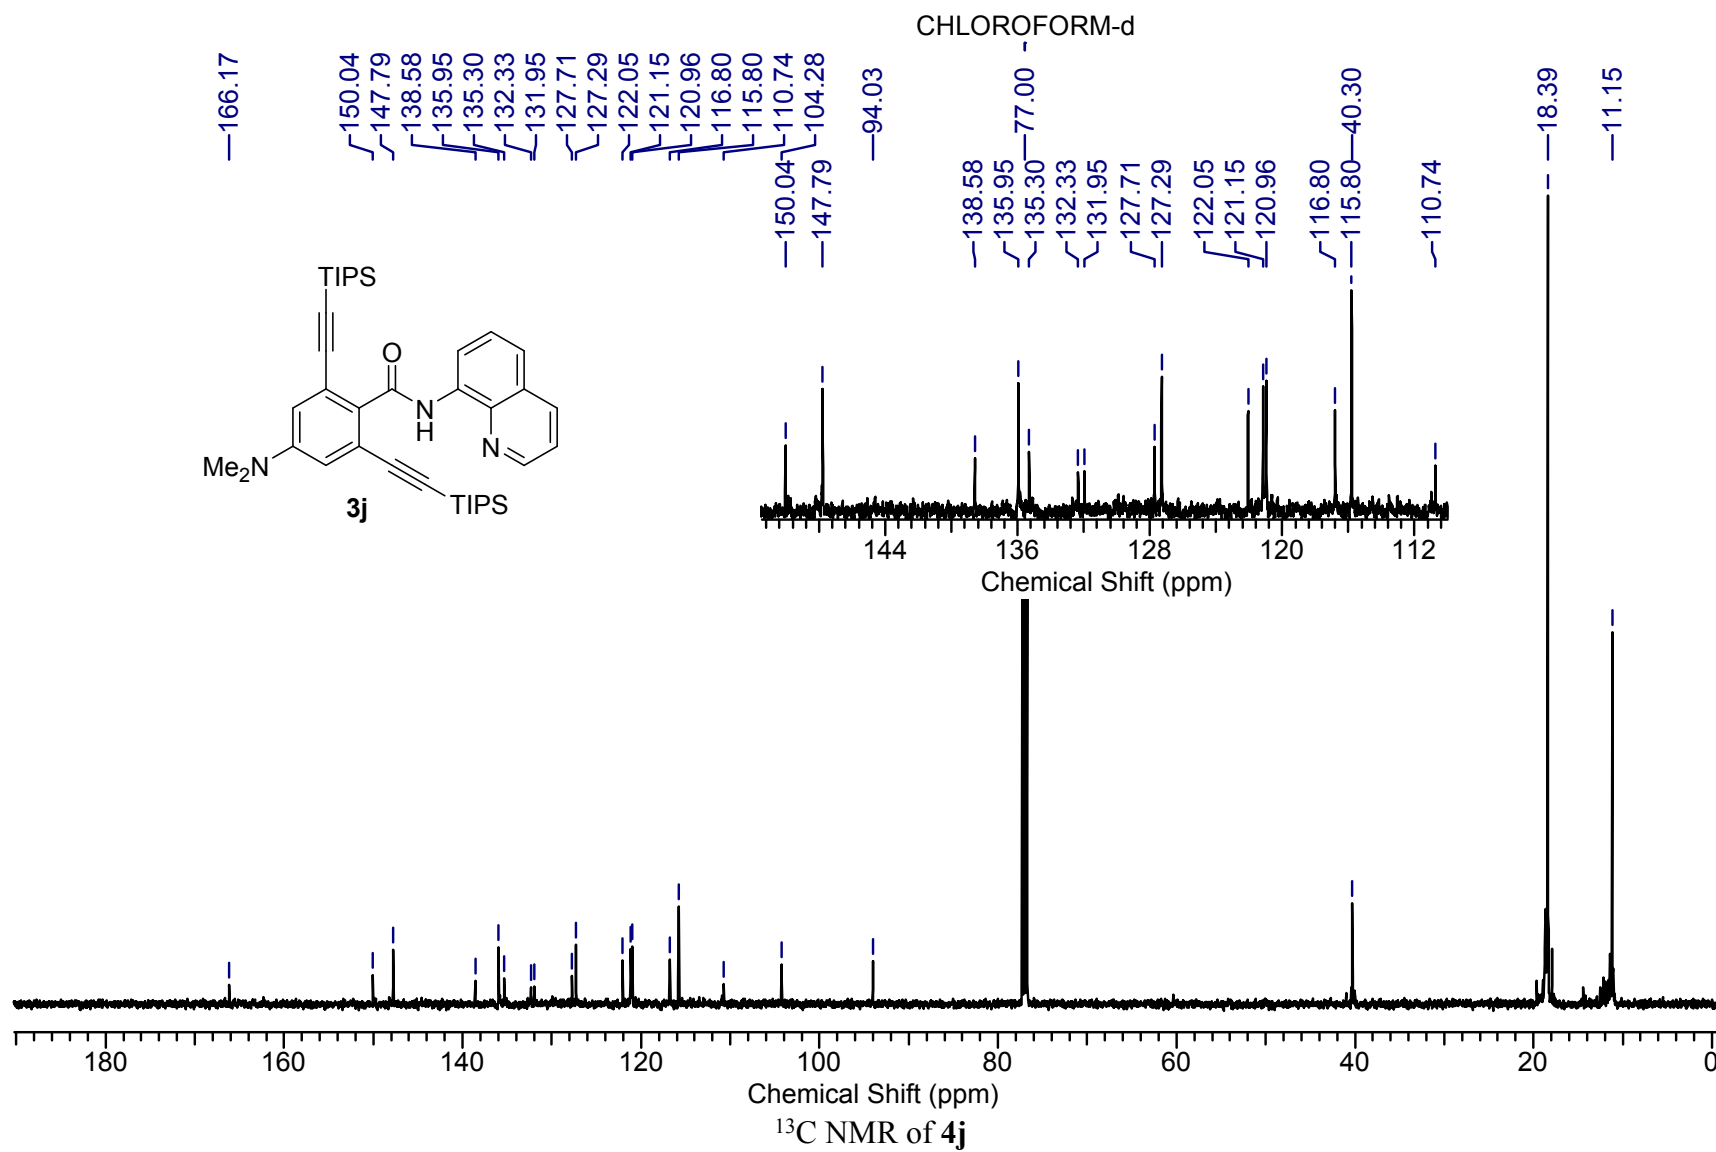 CHLOROFORM-d
166.17
150.04
147.79
138.58
135.95
135.30
132.33
131.95
127.71
127.29
122.05
121.15
120.96
116.80
115.80
110.74
104.28
94.03
77.00
40.30
18.39
11.15
150.04
147.79
138.58
135.95
135.30
132.33
131.95
127.71
127.29
122.05
121.15
120.96
116.80
115.80
110.74
TIPS
O
N
H
N
Me2N
TIPS
3j
144 136 128 120 112
Chemical Shift (ppm)
180 160 140 120 100 80 60 40 20 0
Chemical Shift (ppm)
13C NMR of 4j